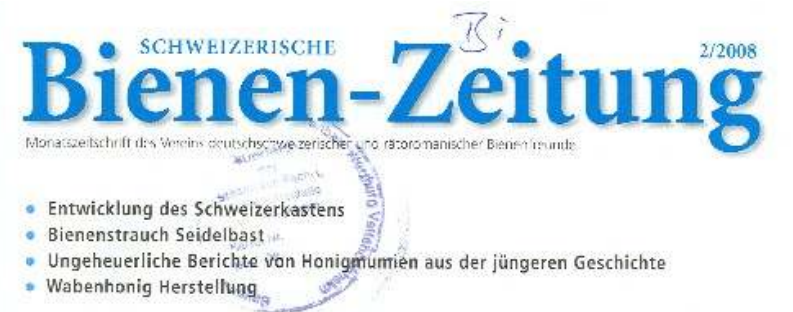 Bi
SCHWEIZERISCHE
2/2008
Bienen-Zeitung
Monatszeitschrift des Vereins deutschschweizerischer und rätoromanischer Bienenfreunde
• Entwicklung des Schweizerkastens
• Bienenstrauch Seidelbast
• Ungeheuerliche Berichte von Honigmumien aus der jüngeren Geschichte
• Wabenhonig Herstellung